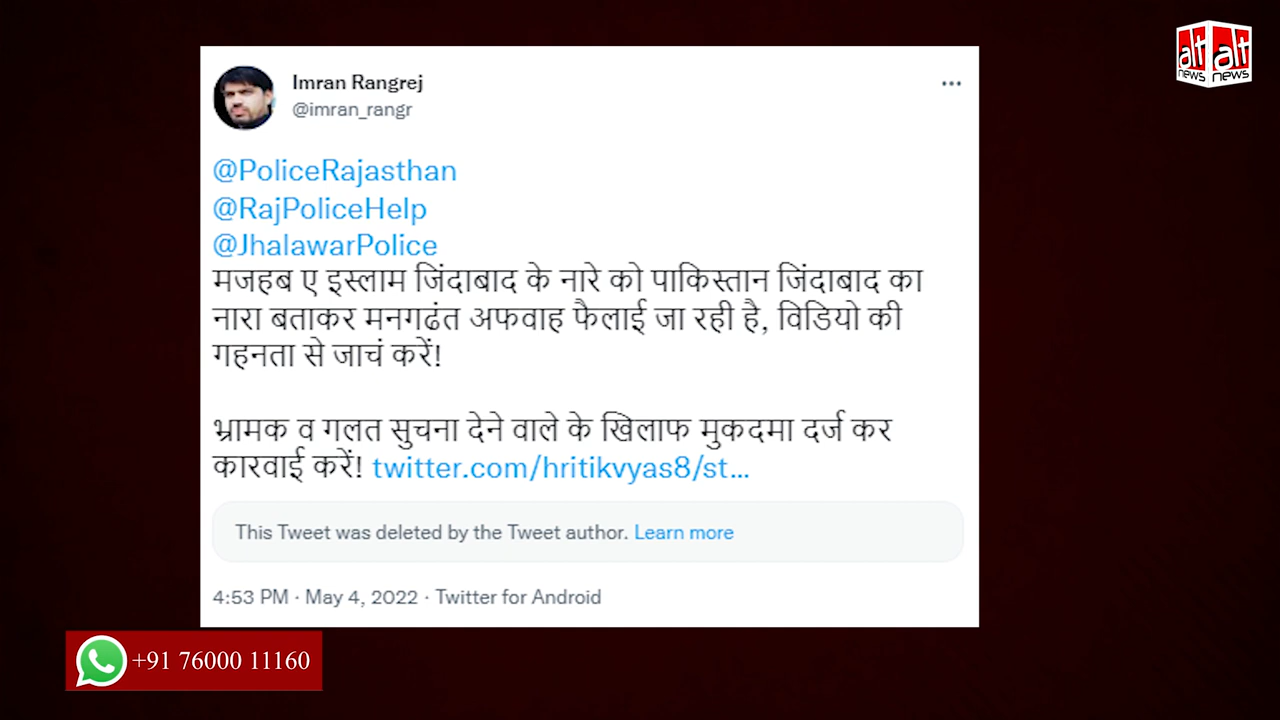 alt alt
news news
Imran Rangrej
@imran_rangr
@PoliceRajasthan
@RajPoliceHelp
@JhalawarPolice
मजहब ए इस्लाम जिंदाबाद के नारे को पाकिस्तान जिंदाबाद का
नारा बताकर मनगढंत अफवाह फैलाई जा रही है, विडियो की
गहनता से जाचं करें!
भ्रामक व गलत सुचना देने वाले के खिलाफ मुकदमा दर्ज कर
कारवाई करें! twitter.com/hritikvyas8/st...
This Tweet was deleted by the Tweet author. Learn more
4:53 PM · May 4, 2022 · Twitter for Android
+91 76000 11160